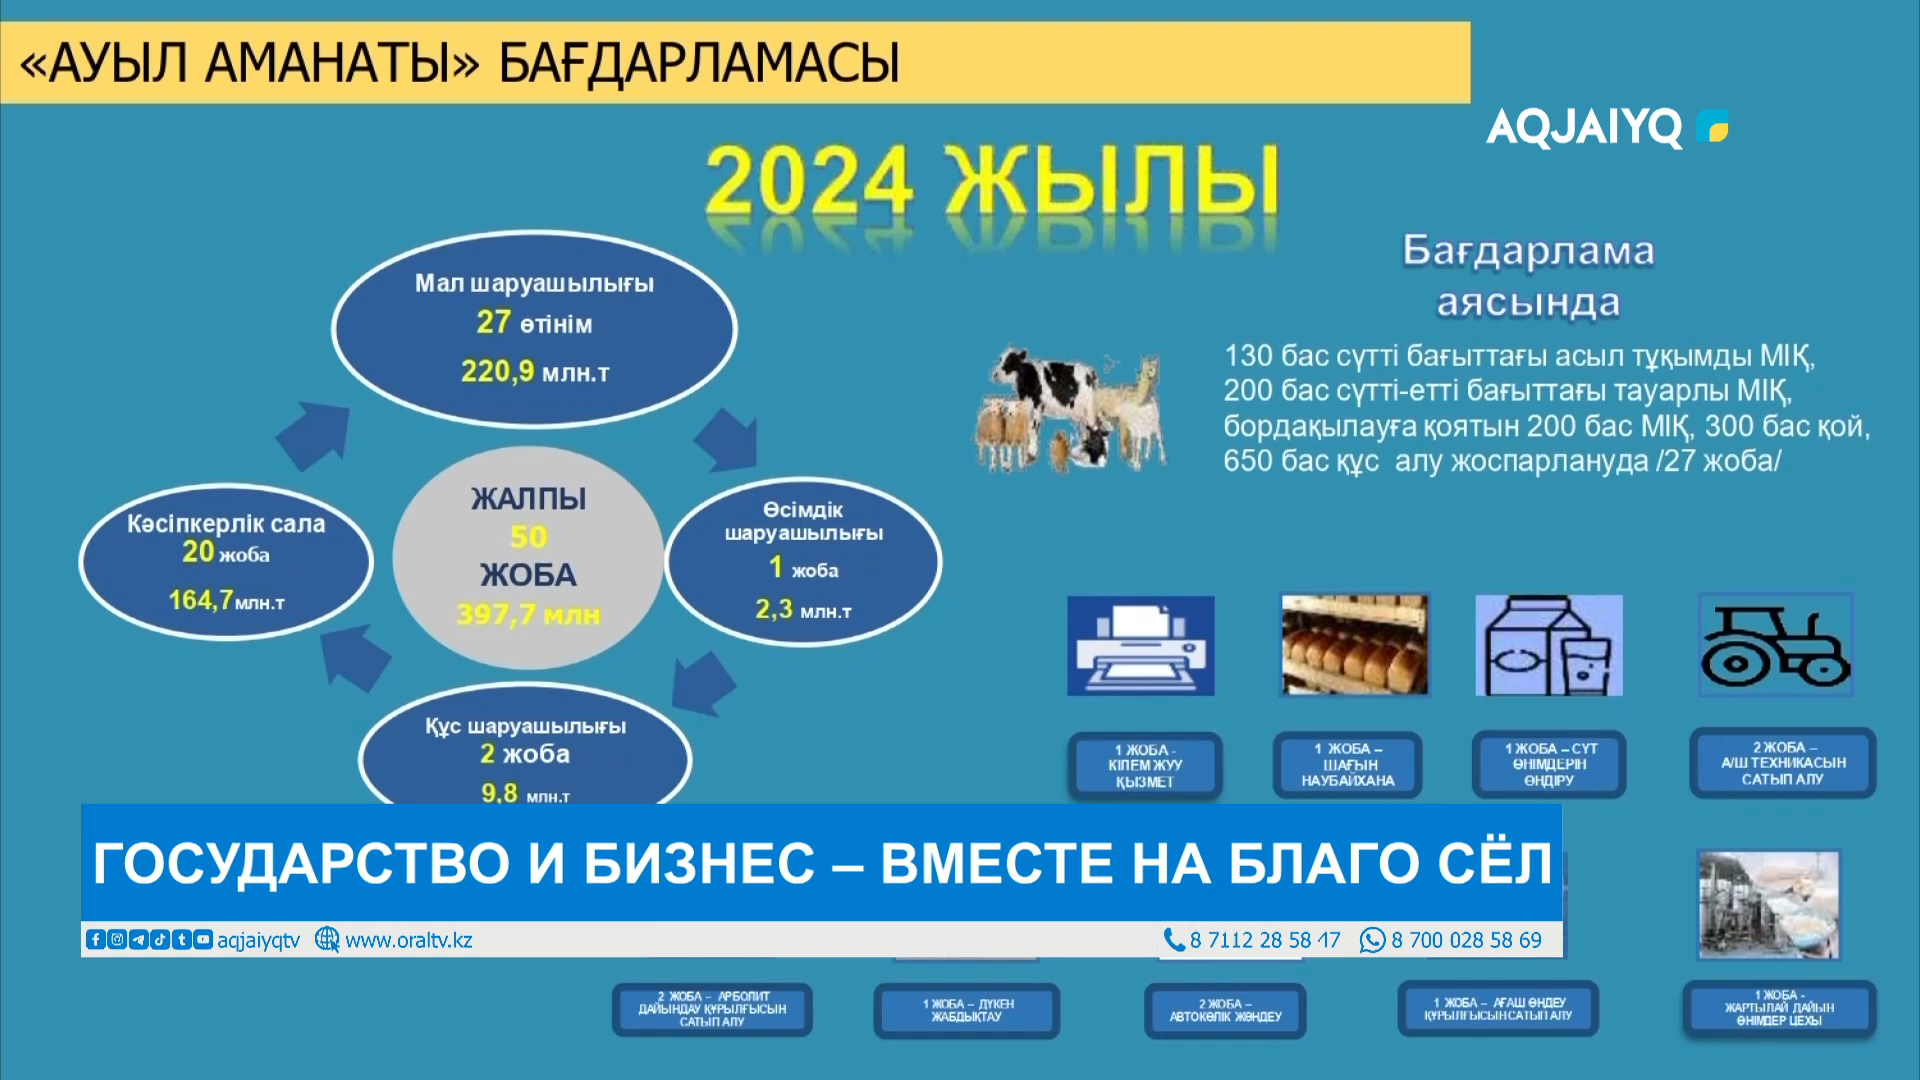 «АУЫЛ АМАНАТЫ» БАҒДАРЛАМАСЫ
AQJAIYQ
2024 ЖЫЛЫ
Мал шаруашылығы
27 өтінім
220,9 млн.т
Бағдарлама
аясында
130 бас сүтті бағыттағы асыл тұқымды МІҚ,
200 бас сүтті-етті бағыттағы тауарлы МІҚ,
бордақылауға қоятын 200 бас МІҚ, 300 бас қой,
650 бас құс алу жоспарлануда /27 жоба/
Кәсіпкерлік сала
20 жоба
164,7млн.т
ЖАЛПЫ
50
ЖОБА
397,7 млн
Өсімдік
шаруашылығы
1 жоба
2,3 млн.т
Құс шаруашылығы
2 жоба
9,8 млн.т
1 ЖОБА -
КІЛЕМ ЖУУ
ҚЫЗМЕТ
1 ЖОБА –
ШАҒЫН
НАУБАЙХАНА
1 ЖОБА – СҮТ
ӨНІМДЕРІН
ӨНДІРУ
2 ЖОБА –
А/Ш ТЕХНИКАСЫН
САТЫП АЛУ
ГОСУДАРСТВО И БИЗНЕС – ВМЕСТЕ НА БЛАГО СЁЛ
aqjaiyqtv www.oraltv.kz 8 7112 28 58 47 8 700 028 58 69
2 ЖОБА – АРБОЛИТ
ДАЙЫНДАУ ҚҰРЫЛҒЫСЫН
САТЫП АЛУ
1 ЖОБА – ДҮКЕН
ЖАБДЫҚТАУ
2 ЖОБА –
АВТОКӨЛІК ЖӨНДЕУ
1 ЖОБА – АҒАШ ӨҢДЕУ
ҚҰРЫЛҒЫСЫН САТЫП АЛУ
1 ЖОБА -
ЖАРТЫЛАЙ ДАЙЫН
ӨНІМДЕР ЦЕХЫ